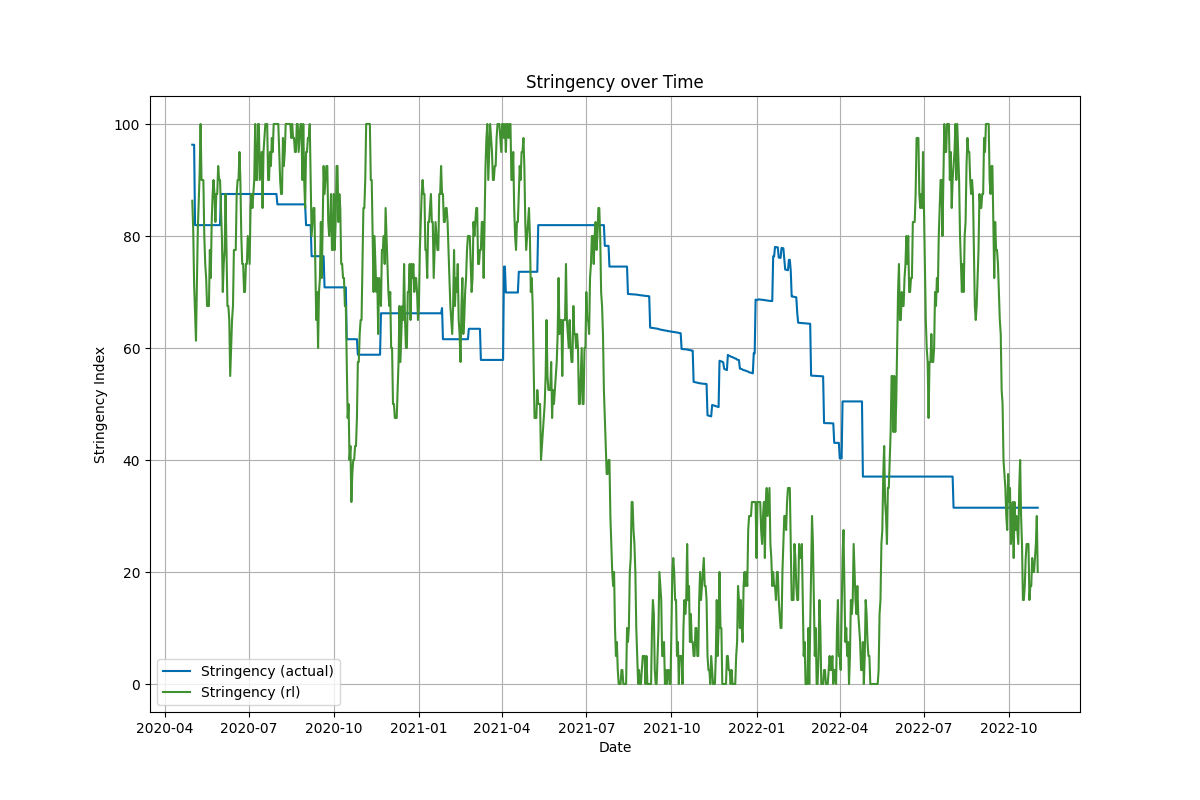 Stringency over Time
Stringency Index
100
80
60
40
20
0
Stringency (actual)
Stringency (rl)
2020-04 2020-07 2020-10 2021-01 2021-04 2021-07 2021-10 2022-01 2022-04 2022-07 2022-10
Date